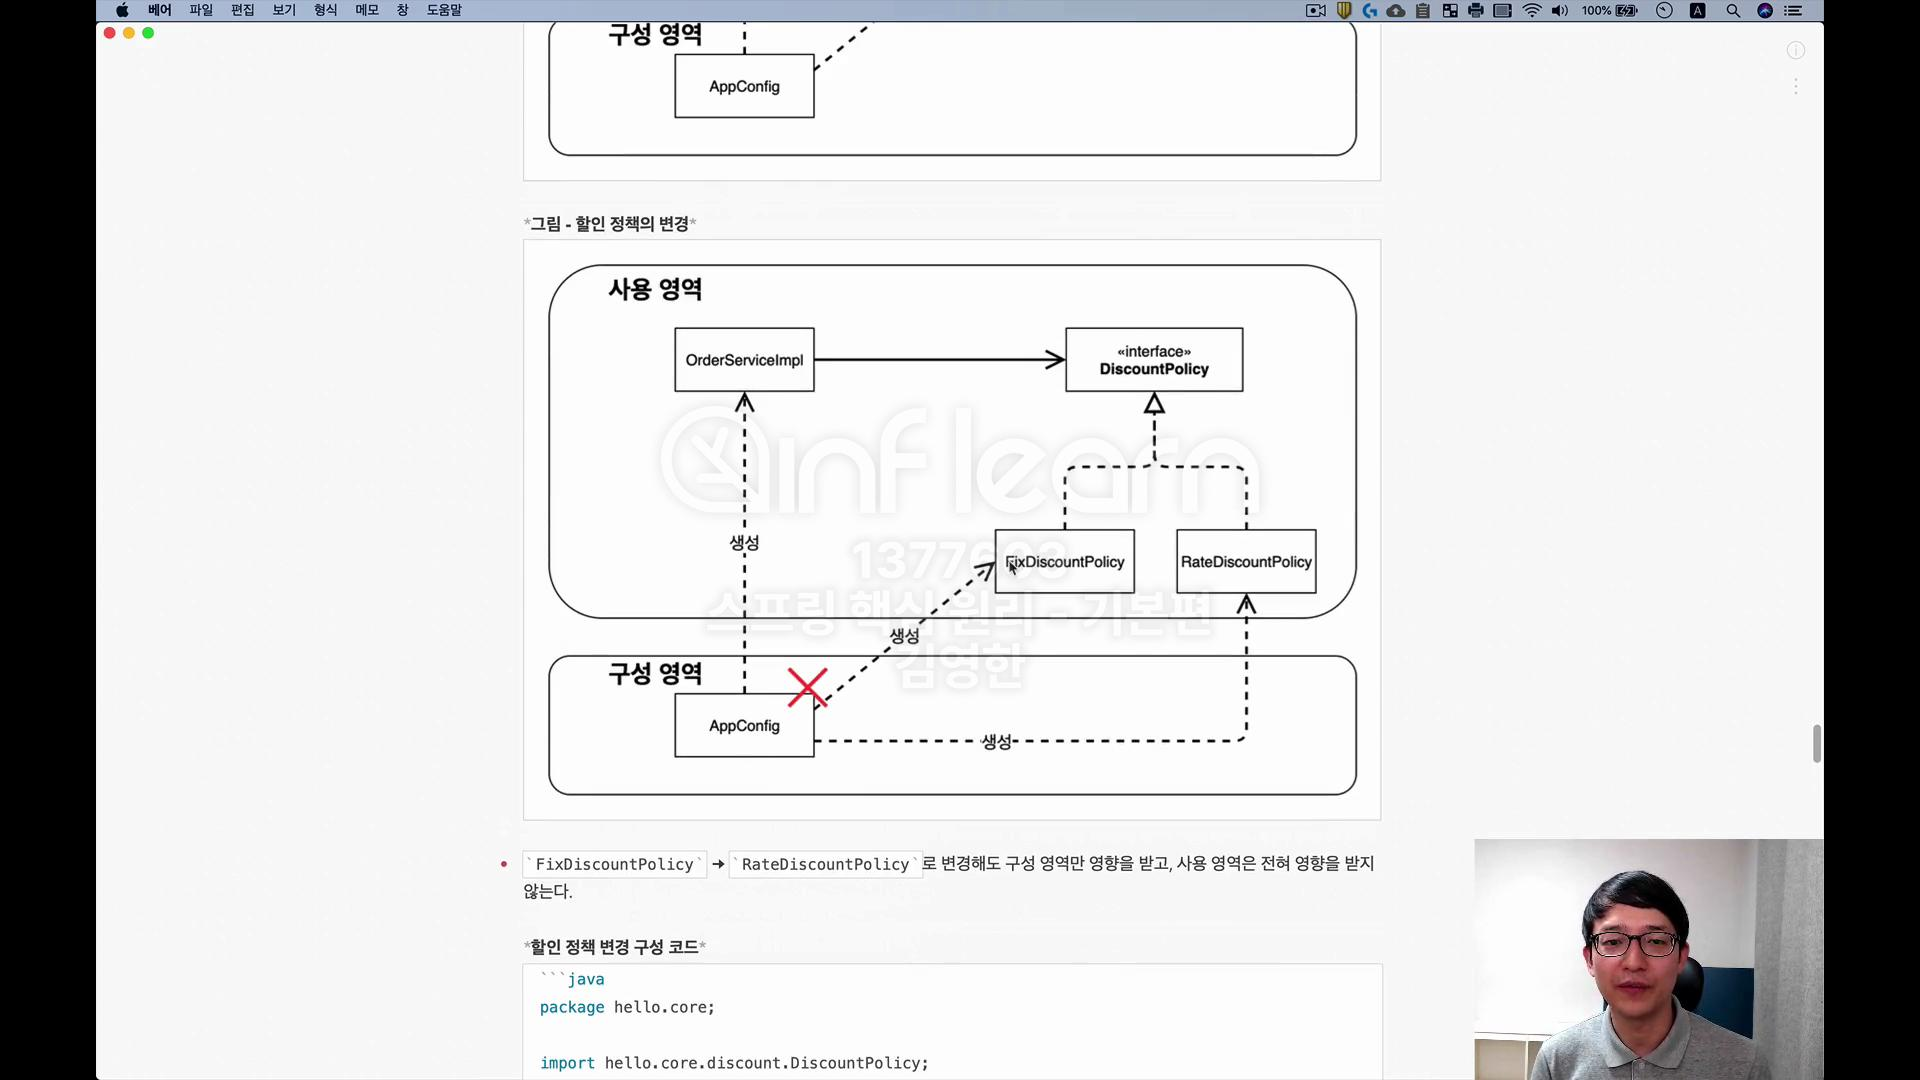 베어 파일 편집 보기 형식 메모 창 도움말
100%
A
구성 영역
AppConfig
*그림 - 할인 정책의 변경*
사용 영역
OrderServiceImpl
«interface»
DiscountPolicy
inflearn
생성
1377603
FixDiscountPolicy
RateDiscountPolicy
스프링 핵심 원리 - 기본편
생성
김영한
구성 영역
AppConfig
생성
`FixDiscountPolicy` → `RateDiscountPolicy`로 변경해도 구성 영역만 영향을 받고, 사용 영역은 전혀 영향을 받지
않는다.
*할인 정책 변경 구성 코드*
```java
package hello.core;
import hello.core.discount.DiscountPolicy;